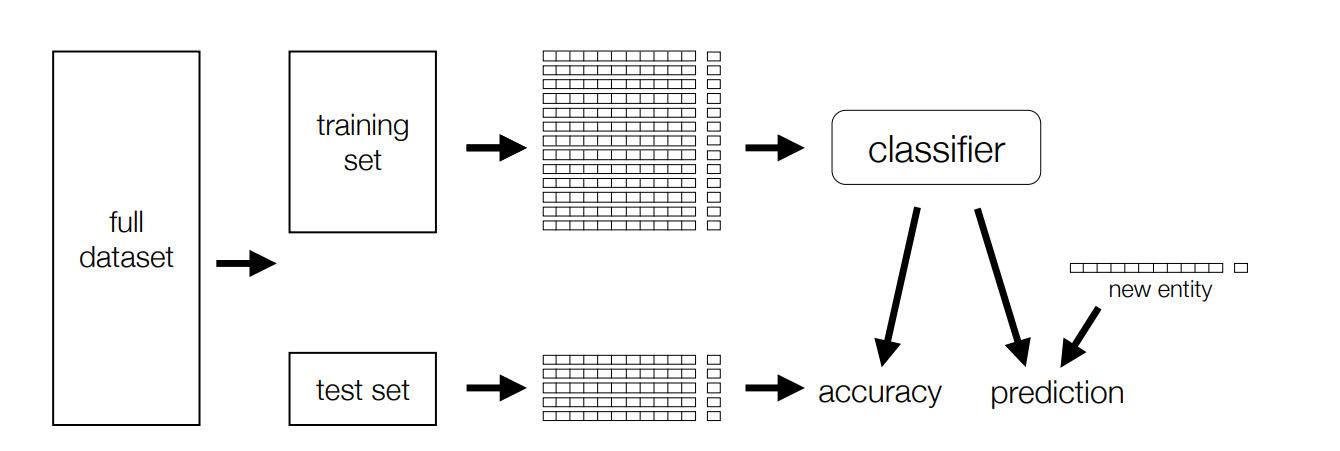 full
dataset
training
set
test set
classifier
new entity
accuracy
prediction